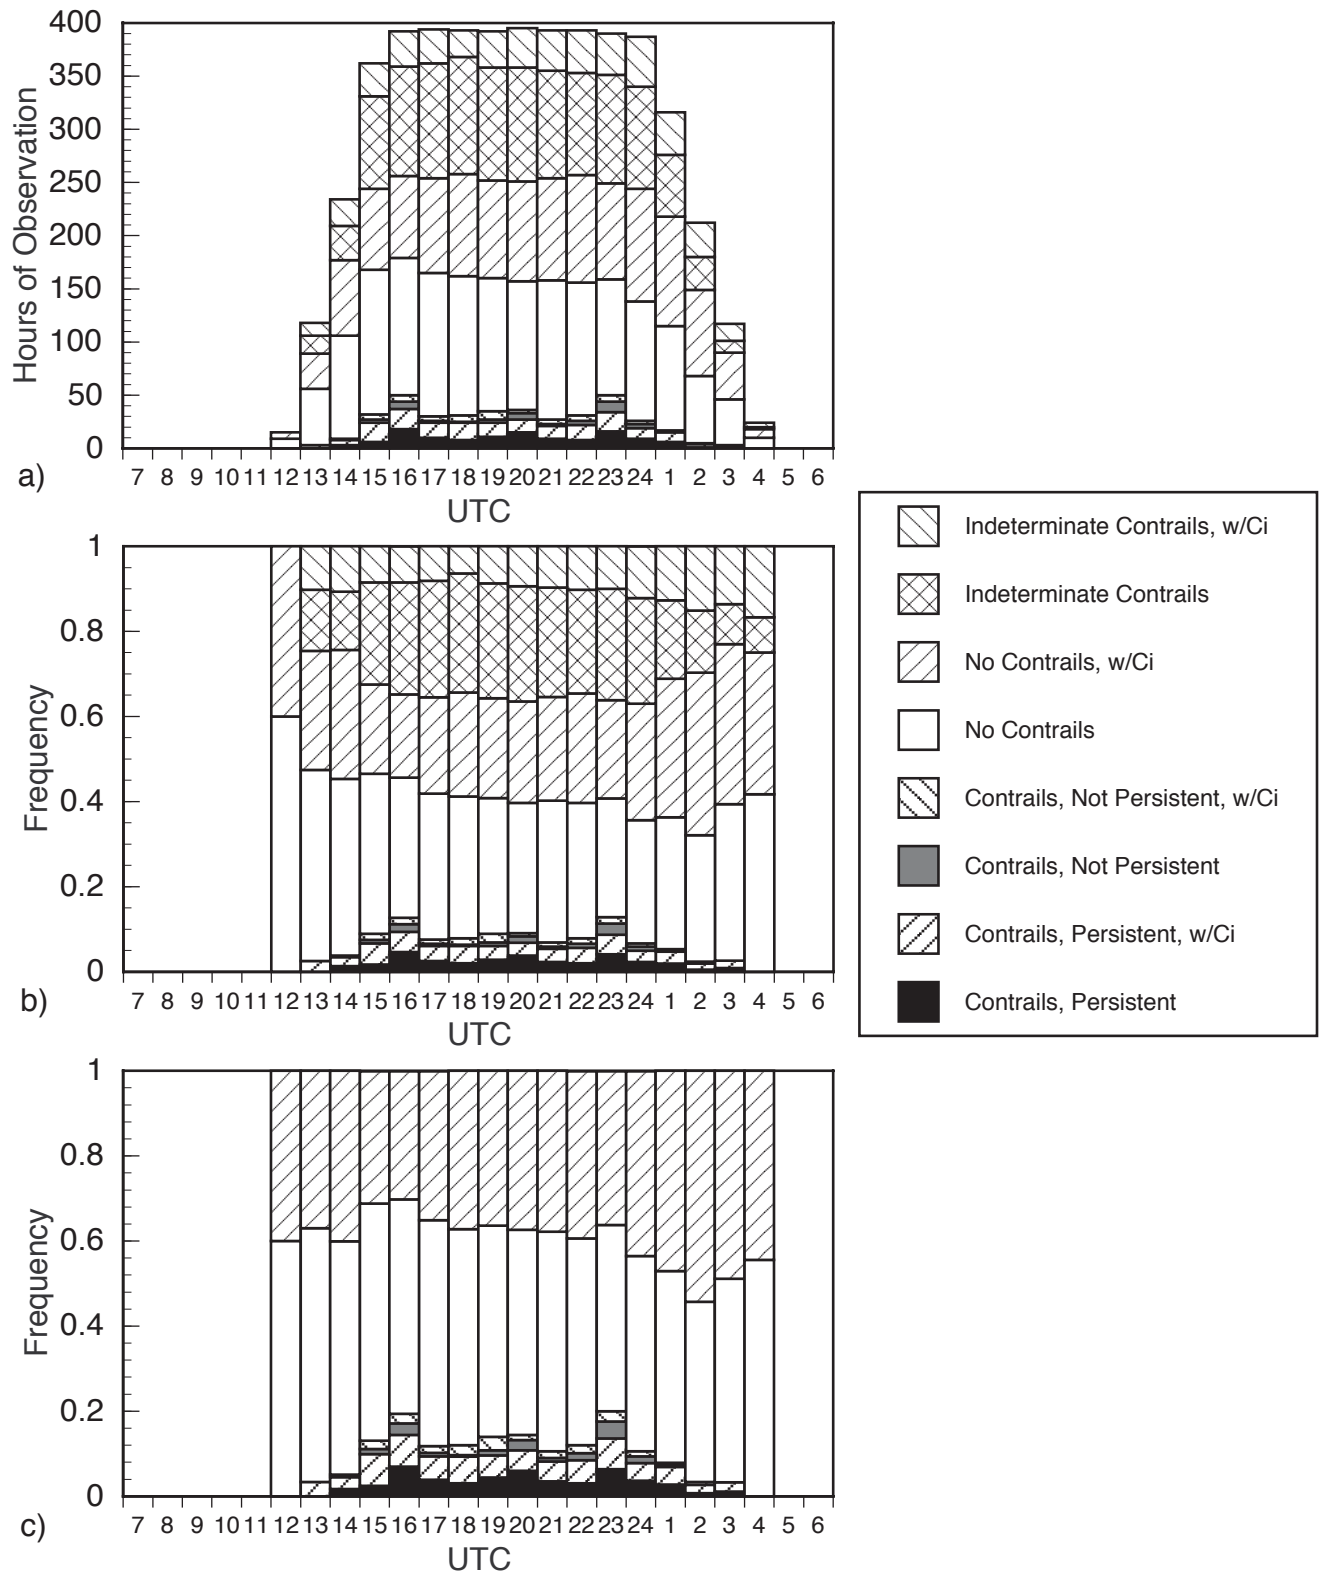 400
350
300
250
200
150
100
50
0
Hours of Observation
a)
7 8 9 10 11 12 13 14 15 16 17 18 19 20 21 22 23 24 1 2 3 4 5 6
UTC
1
0.8
0.6
0.4
0.2
0
Frequency
b)
7 8 9 10 11 12 13 14 15 16 17 18 19 20 21 22 23 24 1 2 3 4 5 6
UTC
Indeterminate Contrails, w/Ci
Indeterminate Contrails
No Contrails, w/Ci
No Contrails
Contrails, Not Persistent, w/Ci
Contrails, Not Persistent
Contrails, Persistent, w/Ci
Contrails, Persistent
1
0.8
0.6
0.4
0.2
0
Frequency
c)
7 8 9 10 11 12 13 14 15 16 17 18 19 20 21 22 23 24 1 2 3 4 5 6
UTC